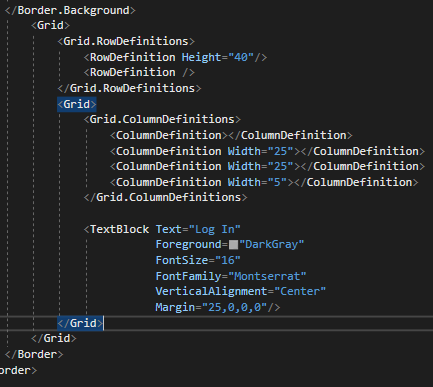 </Border.Background>
<Grid>
<Grid.RowDefinitions>
<RowDefinition Height="40"/>
<RowDefinition />
</Grid.RowDefinitions>
<Grid>
<Grid.ColumnDefinitions>
<ColumnDefinition></ColumnDefinition>
<ColumnDefinition Width="25"></ColumnDefinition>
<ColumnDefinition Width="25"></ColumnDefinition>
<ColumnDefinition Width="5"></ColumnDefinition>
</Grid.ColumnDefinitions>
<TextBlock Text="Log In"
Foreground="DarkGray"
FontSize="16"
FontFamily="Montserrat"
VerticalAlignment="Center"
Margin="25,0,0,0"/>
</Grid>
</Grid>
</Border>
order>